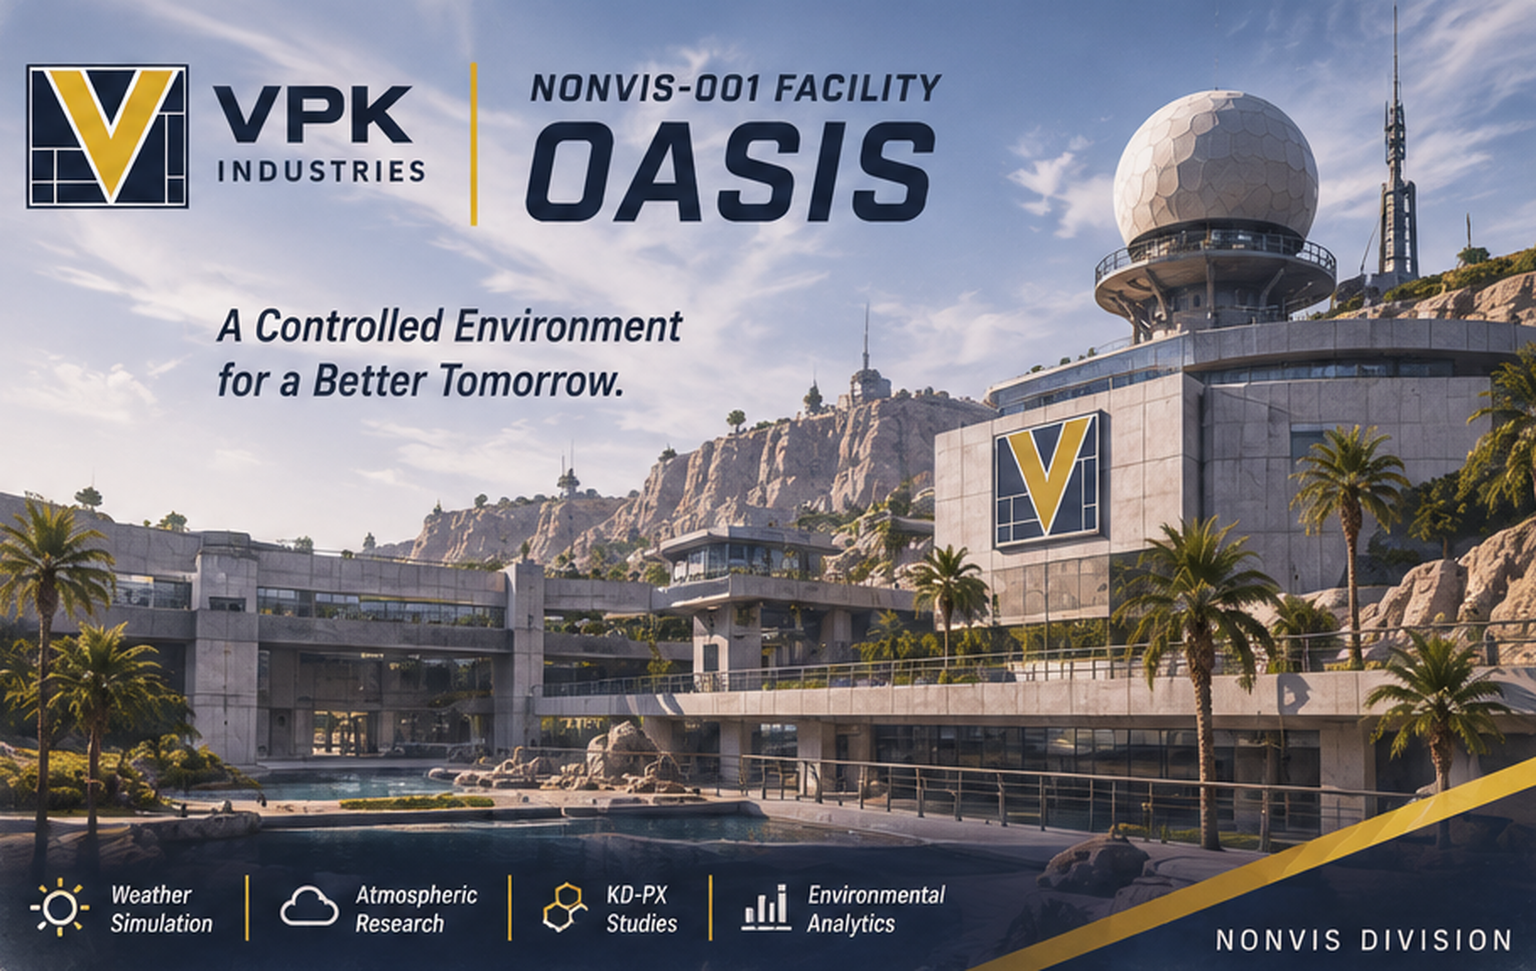 V
VPK
INDUSTRIES
NONVIS-001 FACILITY
OASIS
A Controlled Environment
for a Better Tomorrow.
V
Weather
Simulation
Atmospheric
Research
KD-PX
Studies
Environmental
Analytics
NONVIS DIVISION